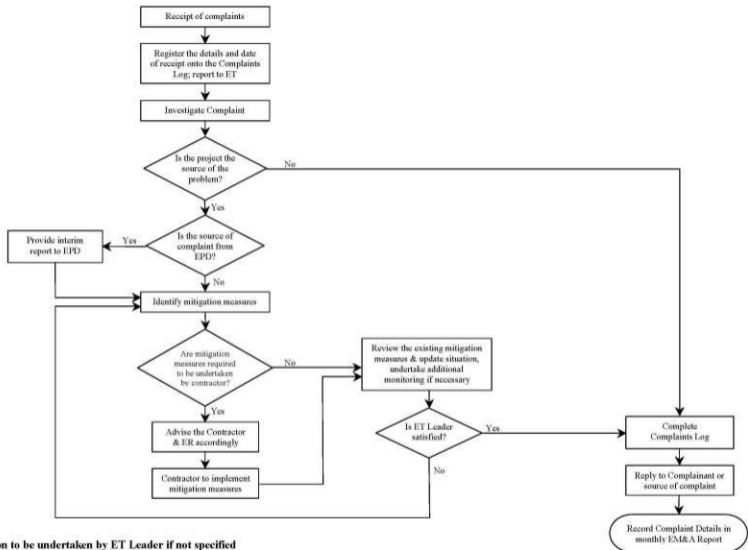 Receipt of complaints
Register the details and date
of receipt onto the Complaints
Log; report to ET
Investigate Complaint
Is the project the
source of the
problem?
No
Yes
Provide interim
report to EPD
Yes
Is the source of
complaint from
EPD?
No
Identify mitigation measures
Are mitigation
measures required
to be undertaken
by contractor?
No
Review the existing mitigation
measures & update situation,
undertake additional
monitoring if necessary
Yes
Advise the Contractor
& ER accordingly
Is ET Leader
satisfied?
Yes
Complete
Complaints Log
Contractor to implement
mitigation measures
No
Reply to Complainant or
source of complaint
Record Complaint Details in
monthly EM&A Report
to be undertaken by ET Leader if not specified